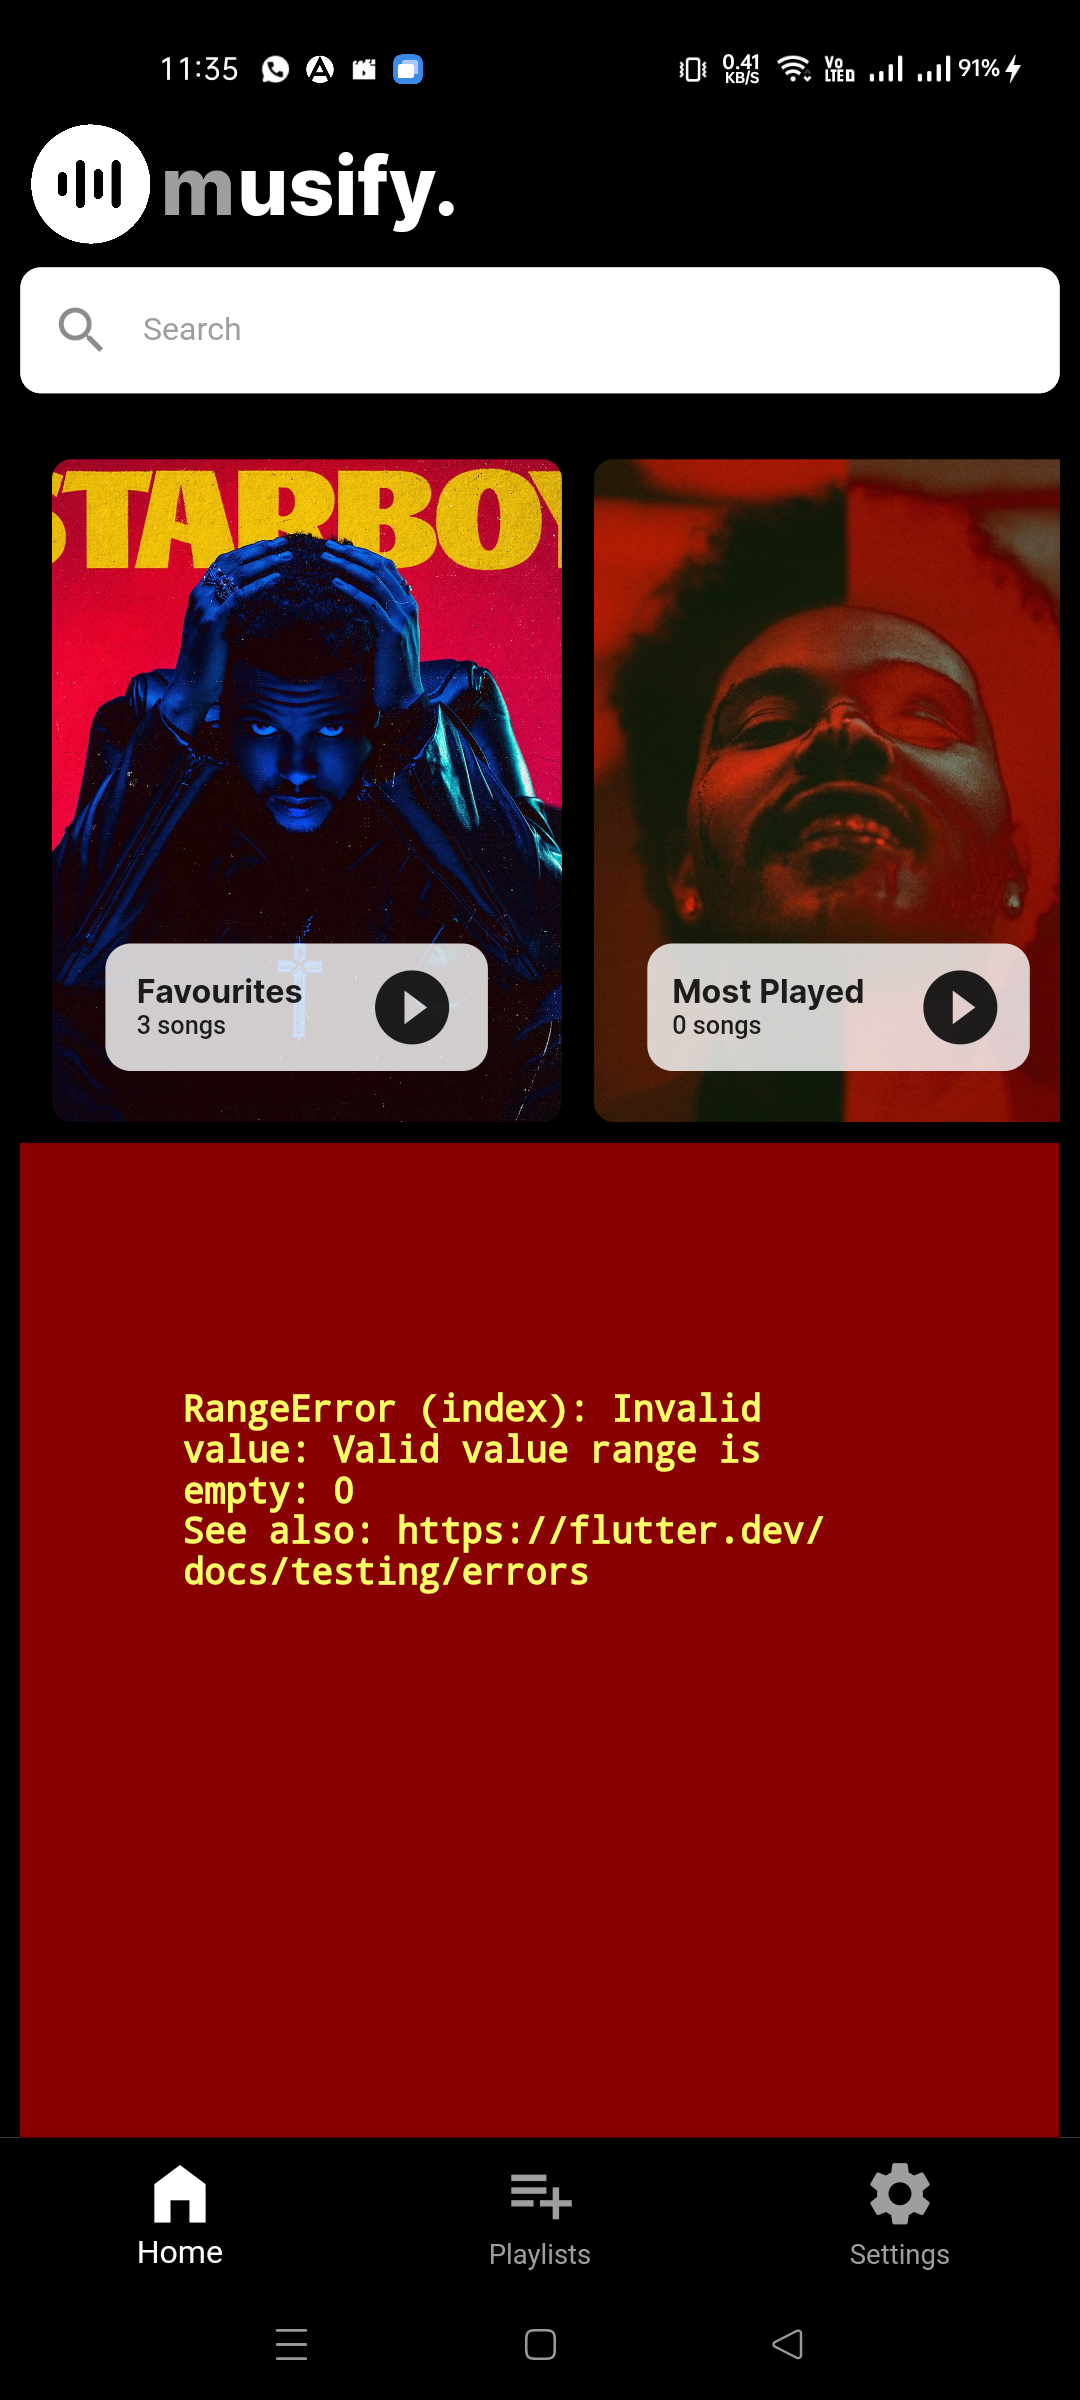 11:35 0.41 KB/S Vo LTED 91%
musify.
Search
STARBOY
Favourites
3 songs
Most Played
0 songs
RangeError (index): Invalid
value: Valid value range is
empty: 0
See also: https://flutter.dev/
docs/testing/errors
Home
Playlists
Settings